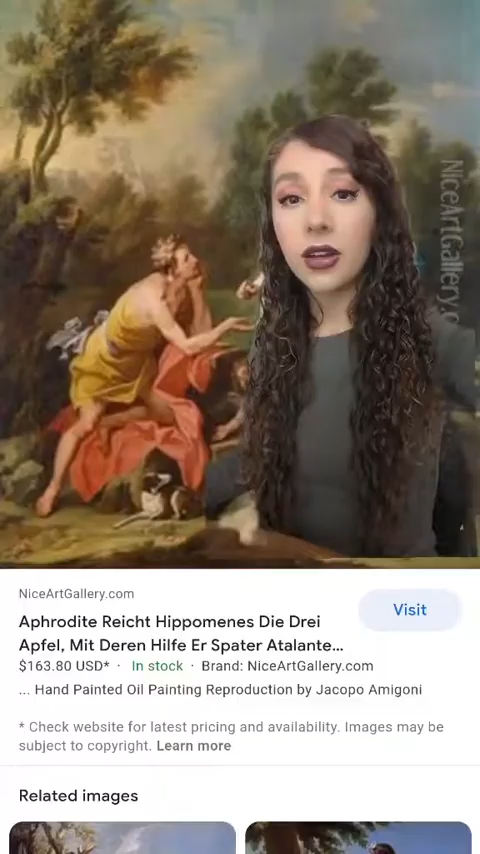 NiceArtGallery.c
NiceArtGallery.com
Visit
Aphrodite Reicht Hippomenes Die Drei
Apfel, Mit Deren Hilfe Er Spater Atalante...
$163.80 USD* · In stock · Brand: NiceArtGallery.com
... Hand Painted Oil Painting Reproduction by Jacopo Amigoni
* Check website for latest pricing and availability. Images may be
subject to copyright. Learn more
Related images